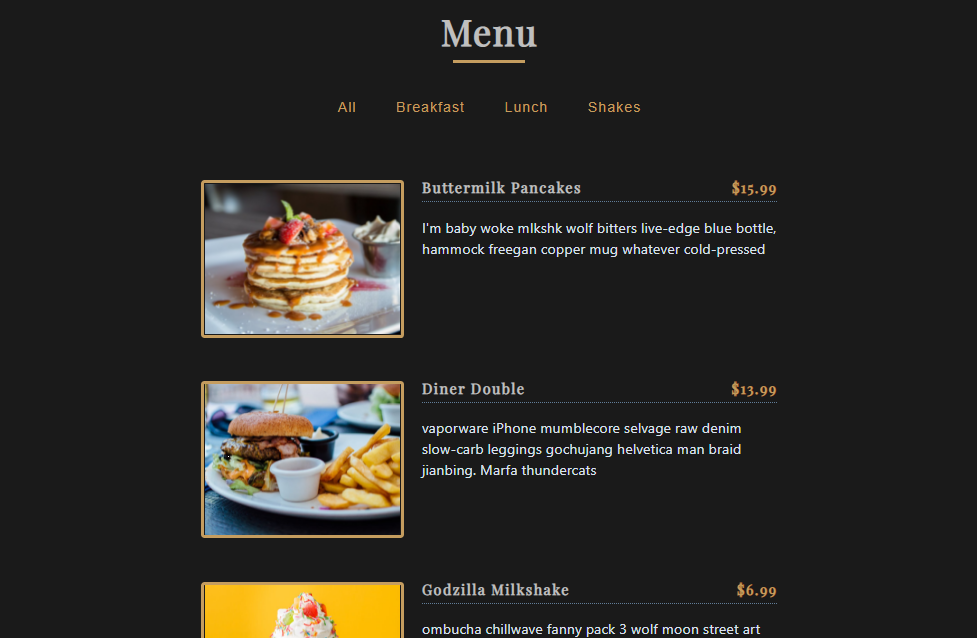 Menu
All Breakfast Lunch Shakes
Buttermilk Pancakes $15.99
I'm baby woke mlkshk wolf bitters live-edge blue bottle,
hammock freegan copper mug whatever cold-pressed
Diner Double $13.99
vaporware iPhone mumblecore selvage raw denim
slow-carb leggings gochujang helvetica man braid
jianbing. Marfa thundercats
Godzilla Milkshake $6.99
ombucha chillwave fanny pack 3 wolf moon street art